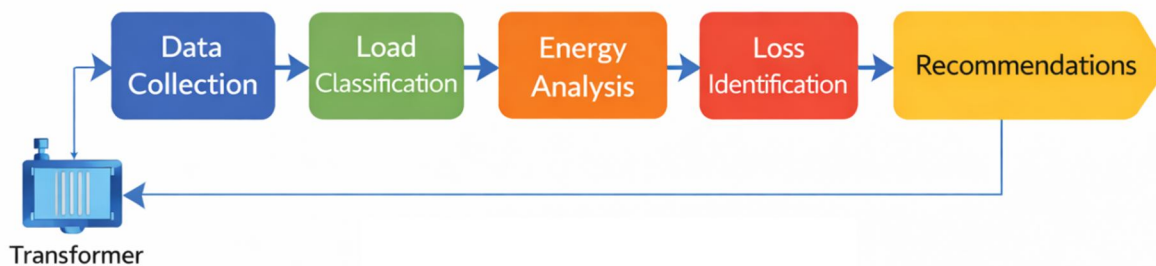 Data
Collection
Load
Classification
Energy
Analysis
Loss
Identification
Recommendations
Transformer